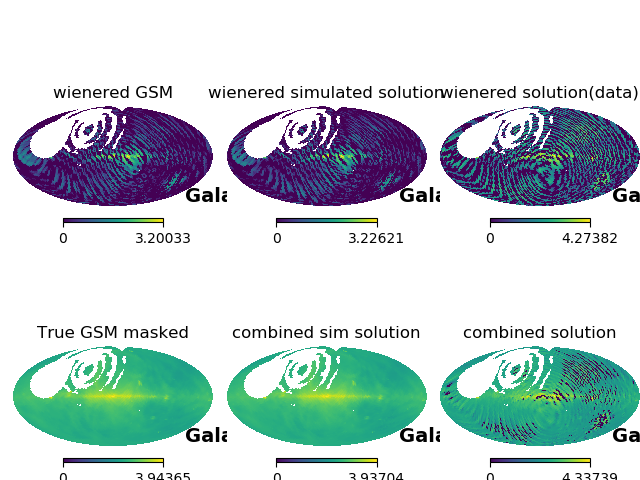 wienered GSM
wienered simulated solution
wienered solution(data)
Gala
Gala
Ga
0 3.20033
0 3.22621
0 4.27382
True GSM masked
combined sim solution
combined solution
Gala
Gala
Ga
0 3.94365
0 3.93704
0 4.33739